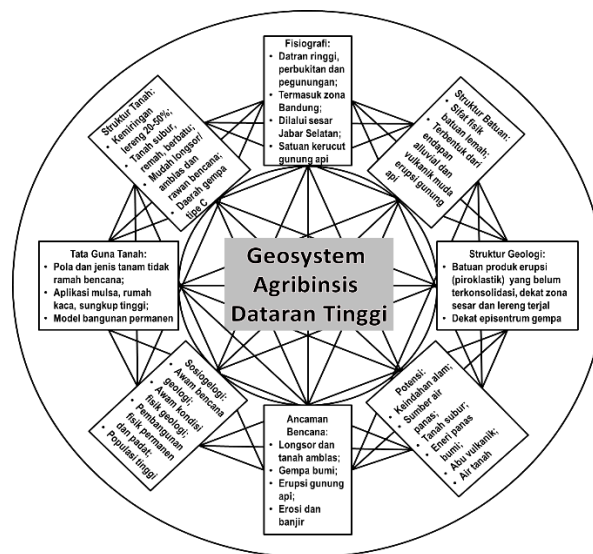 Fisiografi:
• Datran ringgi,
perbukitan dan
pegunungan;
• Termasuk zona
Bandung;
• Dilalui sesar
Jabar Selatan;
• Satuan kerucut
gunung api
Struktur Batuan:
• Sifat fisik
batuan lemah;
• Terbentuk dari
endapan
alluvial dan
vulkanik muda
erupsi gunung
api
Struktur Geologi:
• Batuan produk erupsi
(piroklastik) yang belum
terkonsolidasi, dekat zona
sesar dan lereng terjal
• Dekat episentrum gempa
Potensi:
• Keindahan alam;
• Sumber air
panas;
• Tanah subur;
• Eneri panas
bumi;
• Abu vulkanik;
• Air tanah
Ancaman
Bencana:
• Longsor dan
tanah amblas;
• Gempa bumi;
• Erupsi gunung
api;
• Erosi dan
banjir
Sosiogelogi:
• Awam bencana
geologi;
• Awam kondisi
fisik geologi;
• Pembangunan
fisik permanen
dan padat;
• Populasi tinggi
Tata Guna Tanah:
• Pola dan jenis tanam tidak
ramah bencana;
• Aplikasi mulsa, rumah
kaca, sungkup tinggi;
• Model bangunan permanen
Struktur Tanah:
• Kemiringan
lereng 20-50%;
• Tanah subur,
remah, berbatu;
• Mudah longsor/
amblas dan
rawan bencana;
• Daerah gempa
tipe C
Geosystem
Agribinsis
Dataran Tinggi